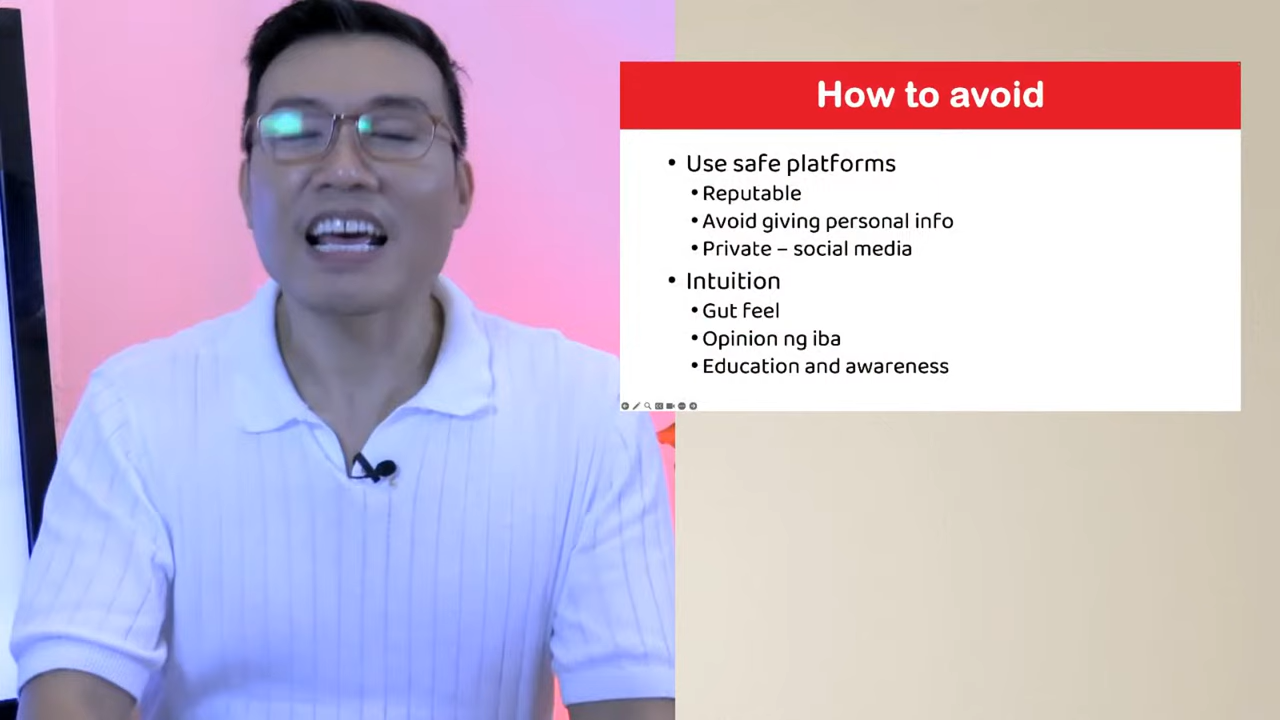 How to avoid
• Use safe platforms
• Reputable
• Avoid giving personal info
• Private – social media
• Intuition
• Gut feel
• Opinion ng iba
• Education and awareness